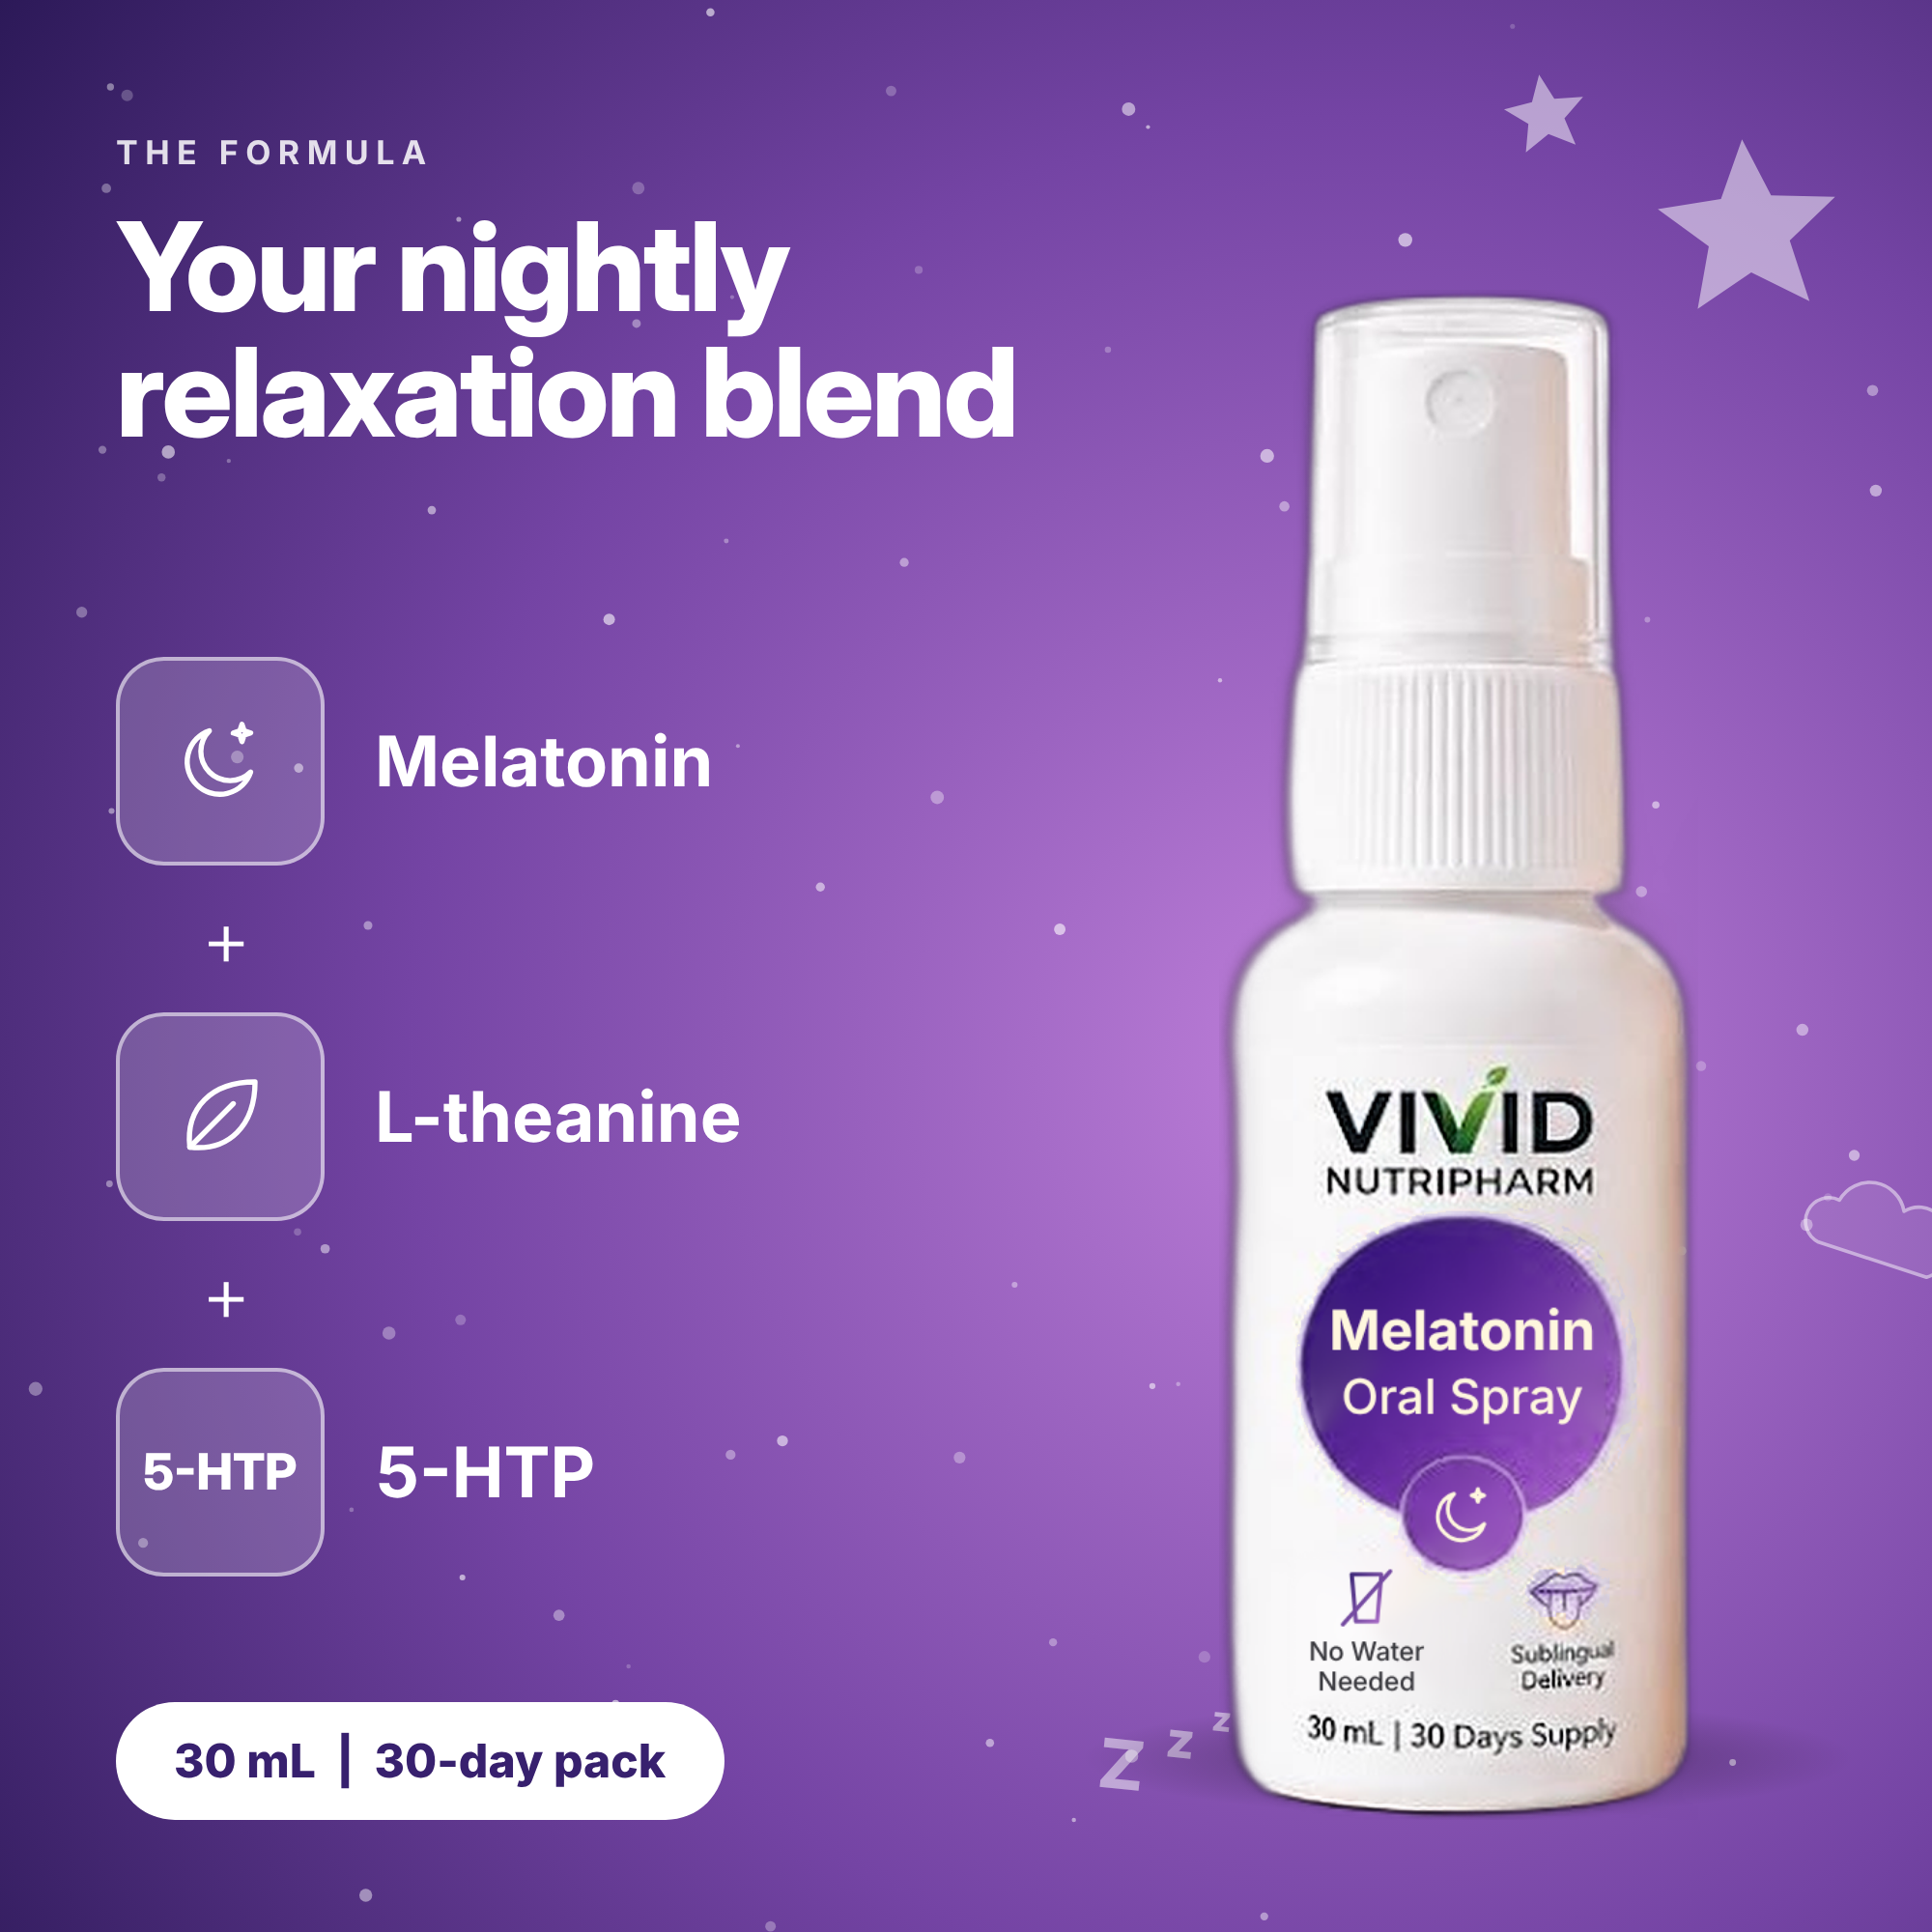 THE FORMULA
Your nightly
relaxation blend
Melatonin
+
L-theanine
+
5-HTP 5-HTP
30 mL | 30-day pack
VIVID
NUTRIPHARM
Melatonin
Oral Spray
No Water
Needed
Sublingual
Delivery
30 mL | 30 Days Supply
z z z